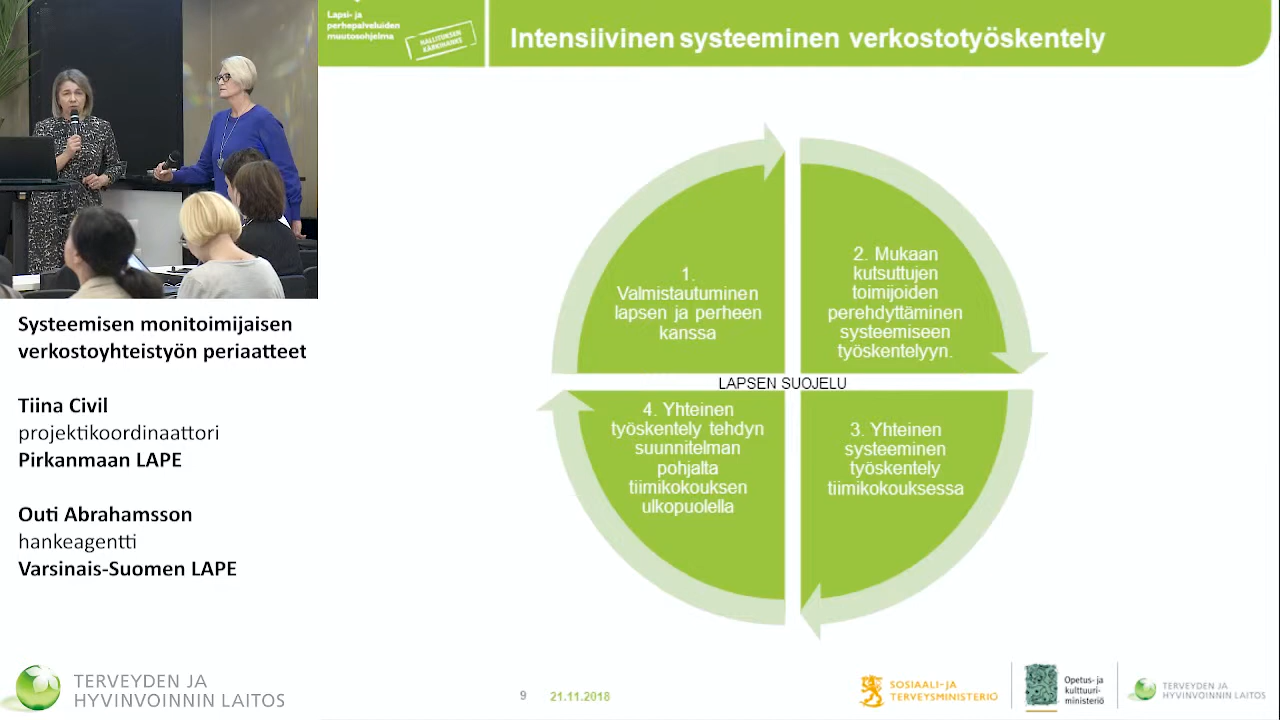 Lapsi- ja
perhepalveluiden
muutosohjelma
HALLITUKSEN
KÄRKIHANKE
Intensiivinen systeeminen verkostotyöskentely
1.
Valmistautuminen
lapsen ja perheen
kanssa
2. Mukaan
kutsuttujen
toimijoiden
perehdyttäminen
systeemiseen
työskentelyyn.
LAPSEN SUOJELU
4. Yhteinen
työskentely tehdyn
suunnitelman
pohjalta
tiimikokouksen
ulkopuolella
3. Yhteinen
systeeminen
työskentely
tiimikokouksessa
Systeemisen monitoimijaisen
verkostoyhteistyön periaatteet
Tiina Civil
projektikoordinaattori
Pirkanmaan LAPE
Outi Abrahamsson
hankeagentti
Varsinais-Suomen LAPE
TERVEYDEN JA
HYVINVOINNIN LAITOS
9 21.11.2018
SOSIAALI- JA
TERVEYSMINISTERIÖ
Opetus- ja
kulttuuri-
ministeriö
TERVEYDEN JA
HYVINVOINNIN LAITOS